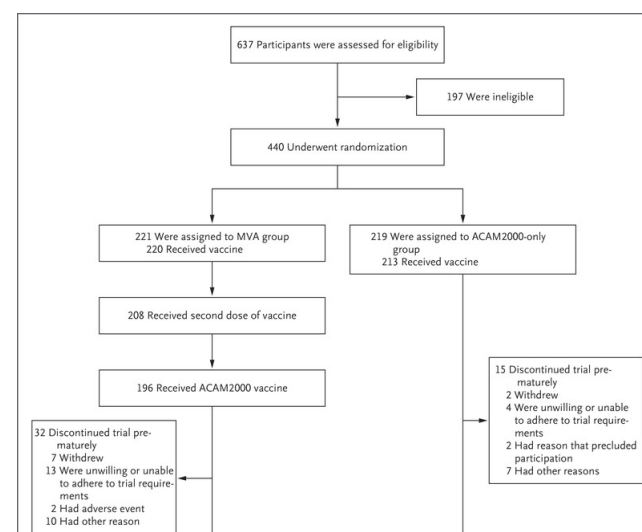 637 Participants were assessed for eligibility
197 Were ineligible
440 Underwent randomization
221 Were assigned to MVA group
220 Received vaccine
219 Were assigned to ACAM2000-only
group
213 Received vaccine
208 Received second dose of vaccine
196 Received ACAM2000 vaccine
15 Discontinued trial pre-
maturely
2 Withdrew
4 Were unwilling or unable
to adhere to trial require-
ments
2 Had reason that precluded
participation
7 Had other reasons
32 Discontinued trial pre-
maturely
7 Withdrew
13 Were unwilling or unable
to adhere to trial require-
ments
2 Had adverse event
10 Had other reason